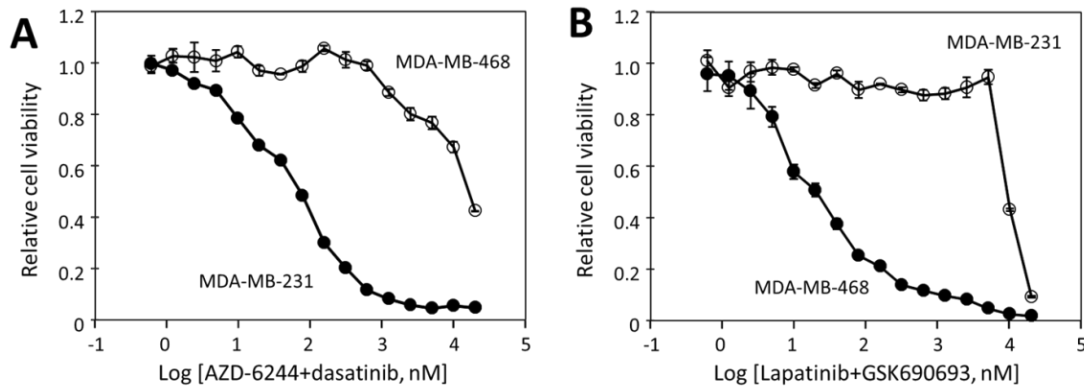 A
Relative cell viability
1.2
1.0
0.8
0.6
0.4
0.2
0
MDA-MB-468
MDA-MB-231
-1 0 1 2 3 4 5
Log [AZD-6244+dasatinib, nM]
B
Relative cell viability
1.2
1.0
0.8
0.6
0.4
0.2
0
MDA-MB-231
MDA-MB-468
-1 0 1 2 3 4 5
Log [Lapatinib+GSK690693, nM]